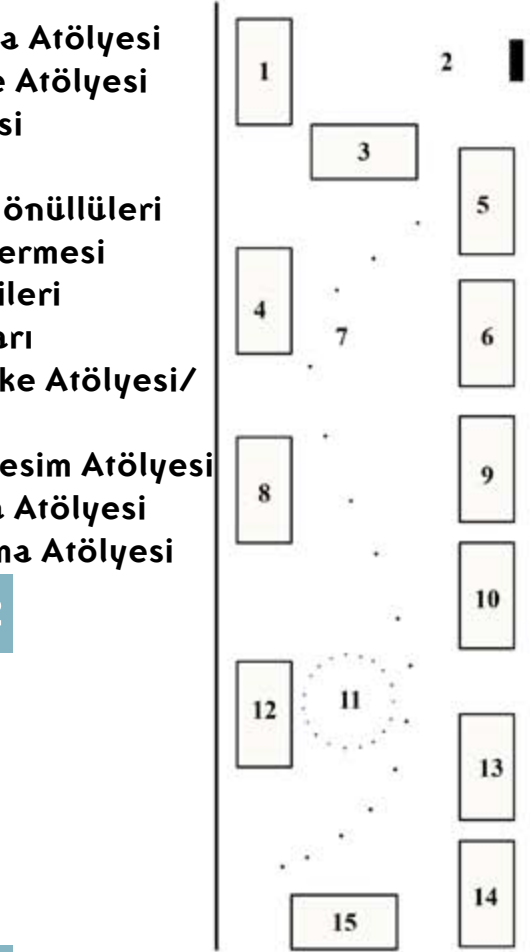 a Atölyesi
e Atölyesi
si
önüllüleri
ermesi
ileri
arı
ke Atölyesi/
esim Atölyesi
a Atölyesi
ma Atölyesi
1
2
3
5
4
7
6
8
9
10
12
11
13
14
15